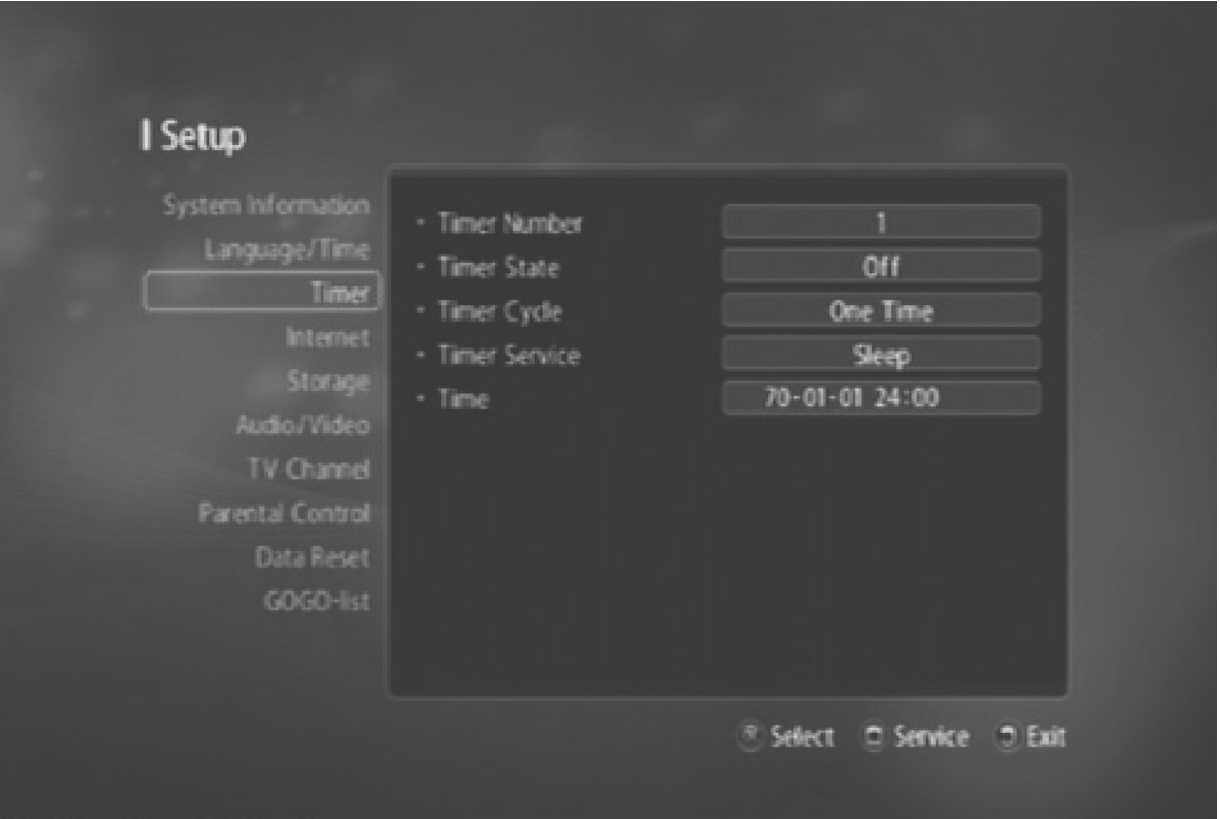 Setup
System Information
Language/Time
Timer
Internet
Storage
Audio/Video
TV Channel
Parental Control
Data Reset
GOGO-list
- Timer Number 1
- Timer State Off
- Timer Cycle One Time
- Timer Service Sleep
- Time 70-01-01 24:00
Select Service Exit